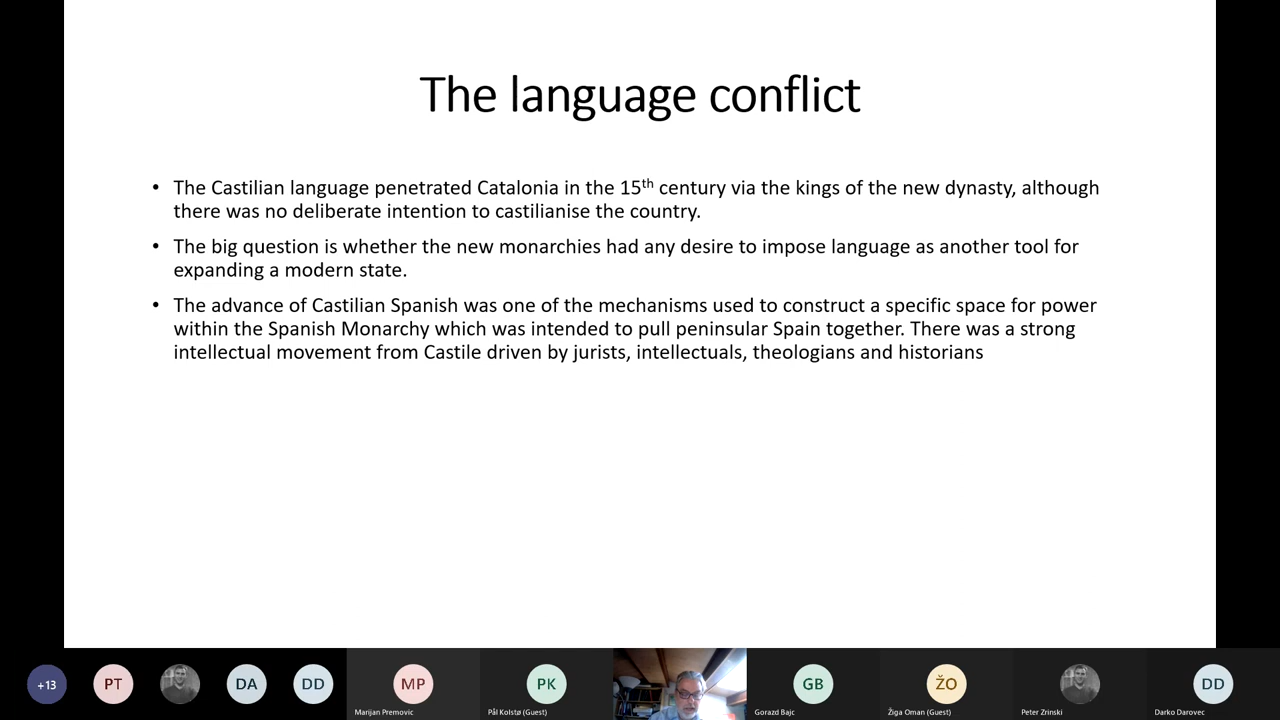 The language conflict
• The Castilian language penetrated Catalonia in the 15th century via the kings of the new dynasty, although
there was no deliberate intention to castilianise the country.
• The big question is whether the new monarchies had any desire to impose language as another tool for
expanding a modern state.
• The advance of Castilian Spanish was one of the mechanisms used to construct a specific space for power
within the Spanish Monarchy which was intended to pull peninsular Spain together. There was a strong
intellectual movement from Castile driven by jurists, intellectuals, theologians and historians
+13 PT DA DD MP PK GB ŽO DD
Marijan Premovic Pål Kolstø (Guest) Gorazd Bajc Žiga Oman (Guest) Peter Zrinski Darko Darovec